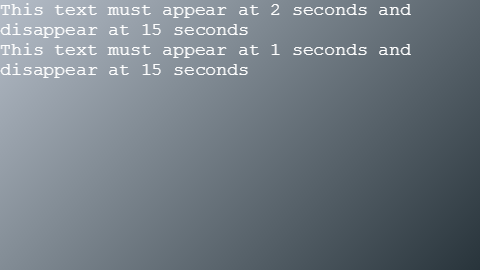 This text must appear at 2 seconds and
disappear at 15 seconds
This text must appear at 1 seconds and
disappear at 15 seconds